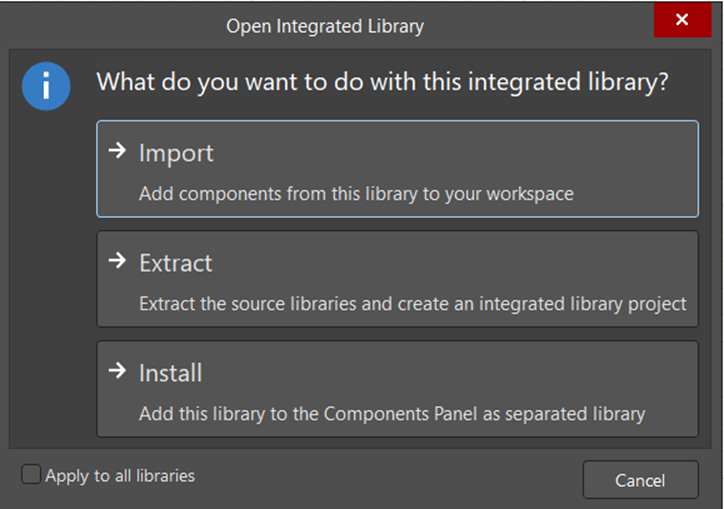 Open Integrated Library
What do you want to do with this integrated library?
Import
Add components from this library to your workspace
Extract
Extract the source libraries and create an integrated library project
Install
Add this library to the Components Panel as separated library
Apply to all libraries
Cancel